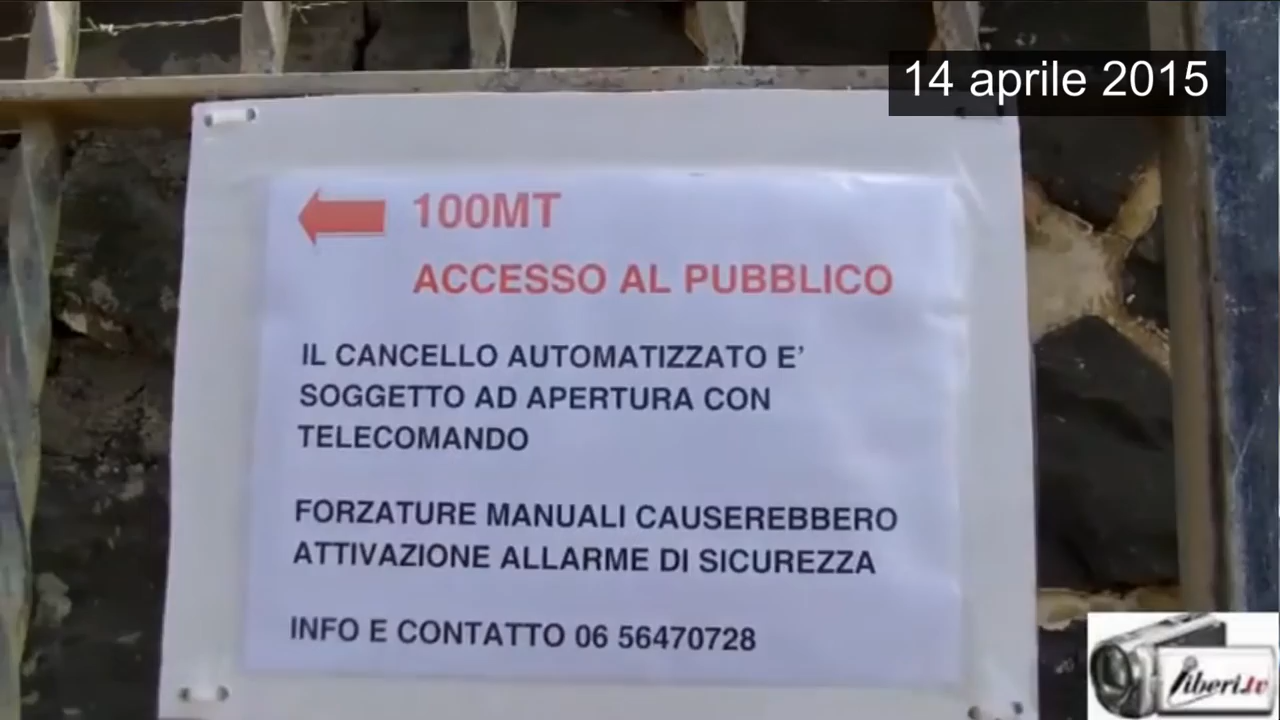 14 aprile 2015
100MT
ACCESSO AL PUBBLICO
IL CANCELLO AUTOMATIZZATO E'
SOGGETTO AD APERTURA CON
TELECOMANDO
FORZATURE MANUALI CAUSEREBBERO
ATTIVAZIONE ALLARME DI SICUREZZA
INFO E CONTATTO 06 56470728
liberi.tv